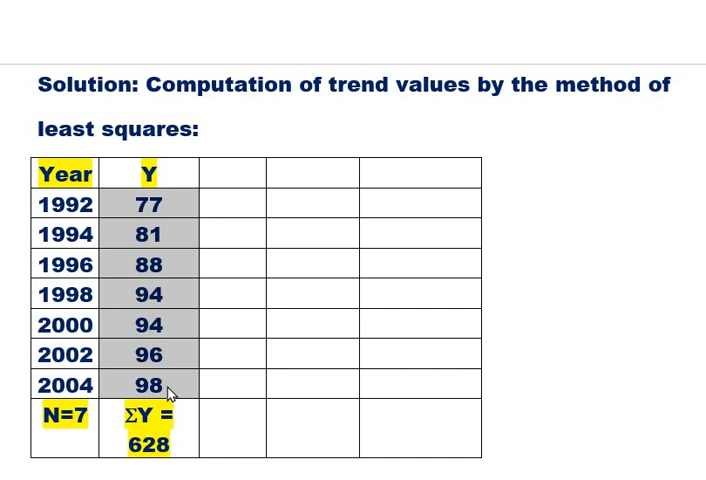 Solution: Computation of trend values by the method of
least squares:
Year Y
1992 77
1994 81
1996 88
1998 94
2000 94
2002 96
2004 98
N=7 ΣY =
628